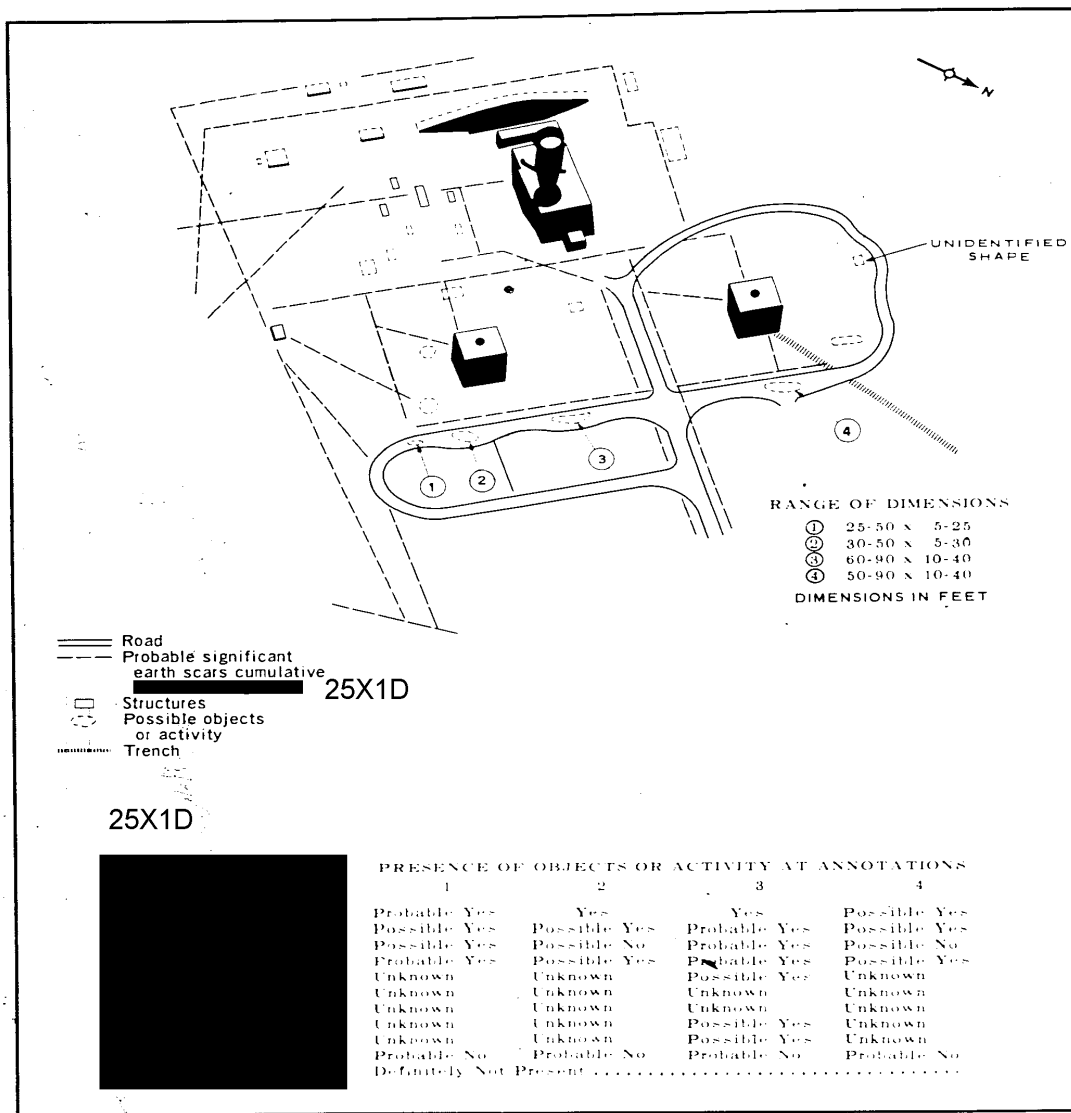 N
UNIDENTIFIED
SHAPE
1
2
3
4
RANGE OF DIMENSIONS
1 25-50 x 5-25
2 30-50 x 5-30
3 60-90 x 10-40
4 50-90 x 10-40
DIMENSIONS IN FEET
Road
Probable significant
earth scars cumulative
25X1D
Structures
Possible objects
or activity
Trench
25X1D
PRESENCE OF OBJECTS OR ACTIVITY AT ANNOTATIONS
1 2 3 4
Probable Yes Yes Yes Possible Yes
Possible Yes Possible Yes Probable Yes Possible Yes
Possible Yes Possible No Probable Yes Possible No
Probable Yes Possible Yes Probable Yes Possible Yes
Unknown Unknown Possible Yes Unknown
Unknown Unknown Unknown Unknown
Unknown Unknown Unknown Unknown
Unknown Unknown Possible Yes Unknown
Unknown Unknown Possible Yes Unknown
Probable No Probable No Probable No Probable No
Definitely Not Present . . . . . . . . . . . . . . . . . . . . . . . . . . . . . . . .